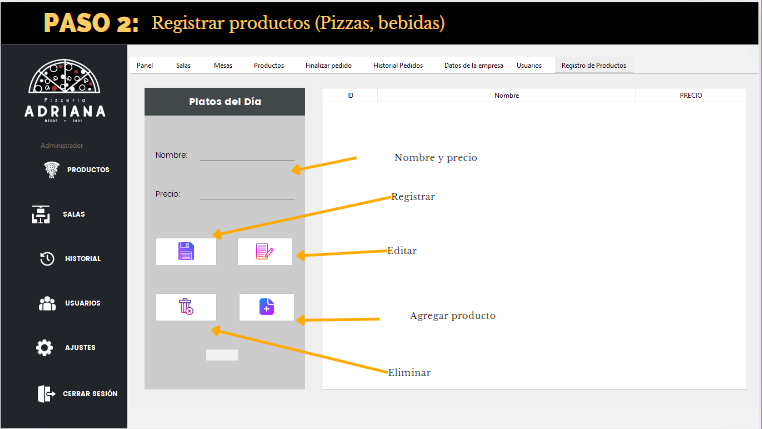 PASO 2: Registrar productos (Pizzas, bebidas)
Pizzeria
ADRIANA
DESDE 2021
Administrador
PRODUCTOS
SALAS
HISTORIAL
USUARIOS
AJUSTES
CERRAR SESIÓN
Panel Salas Mesas Productos Finalizar pedido Historial Pedidos Datos de la empresa Usuarios Registro de Productos
Platos del Día
Nombre:
Precio:
ID Nombre PRECIO
Nombre y precio
Registrar
Editar
Agregar producto
Eliminar